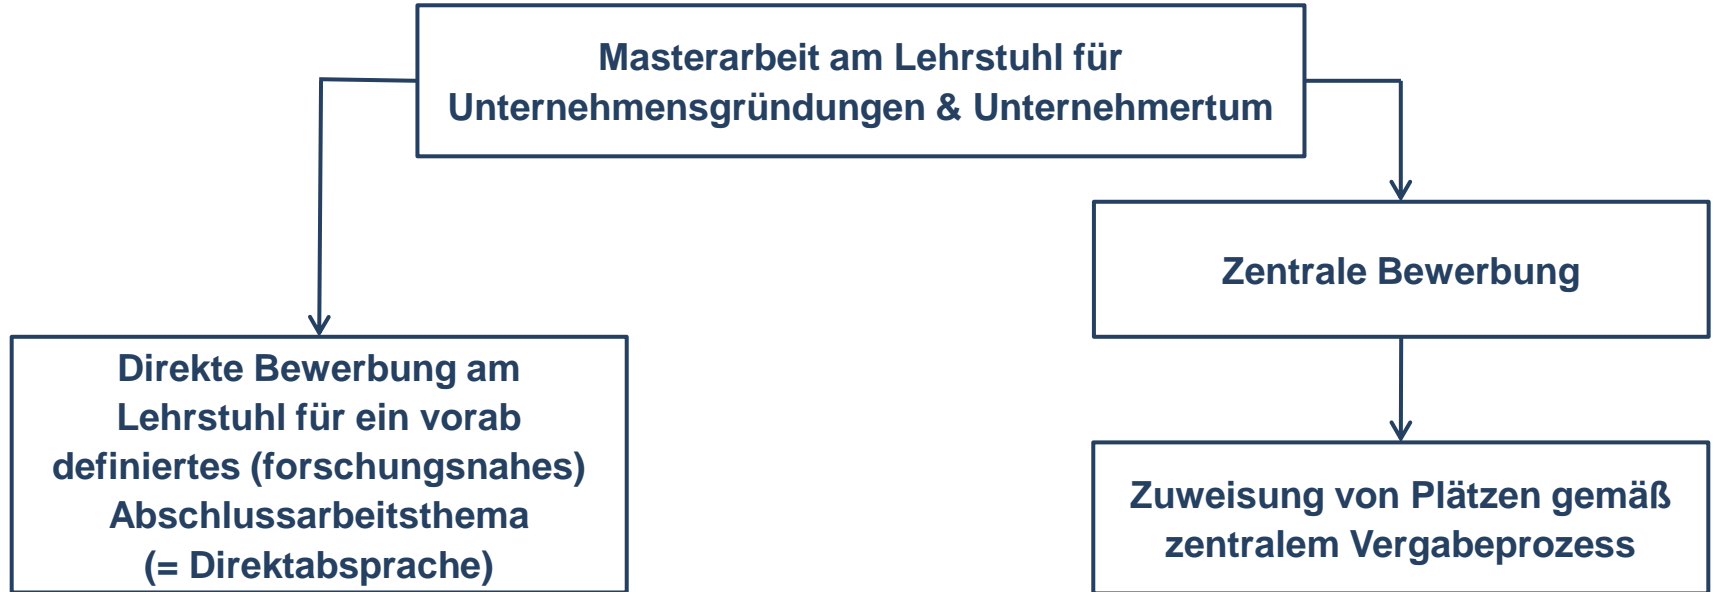 Masterarbeit am Lehrstuhl für
Unternehmensgründungen & Unternehmertum
Zentrale Bewerbung
Direkte Bewerbung am
Lehrstuhl für ein vorab
definiertes (forschungsnahes)
Abschlussarbeitsthema
(= Direktabsprache)
Zuweisung von Plätzen gemäß
zentralem Vergabeprozess